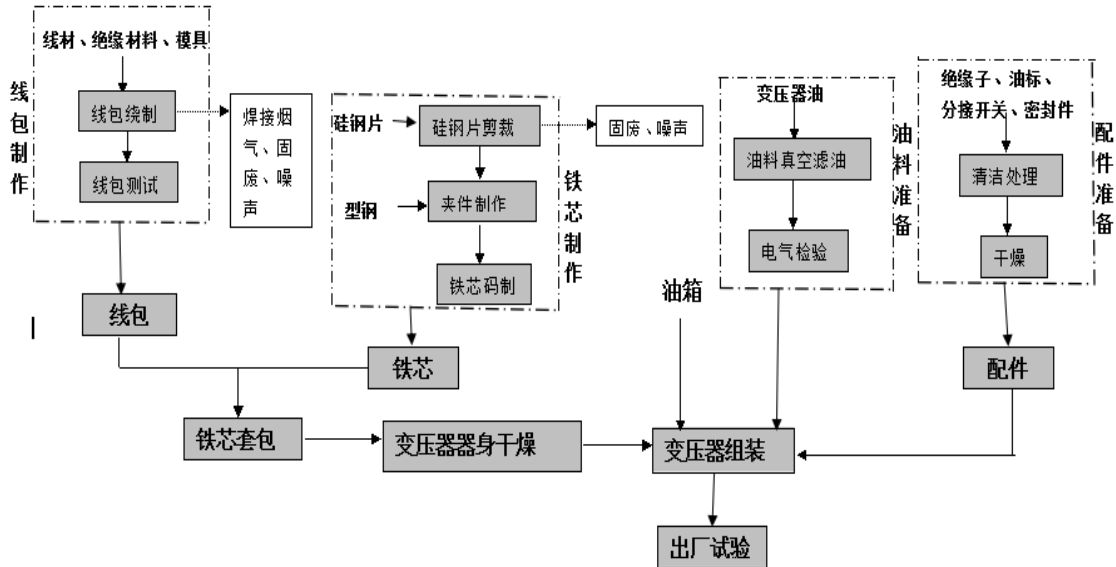 线材、绝缘材料、模具
线包制作
线包绕制
线包测试
焊接烟
气、固
废、噪
声
线包
硅钢片
硅钢片剪裁
固废、噪声
型钢
夹件制作
铁芯码制
铁芯制作
铁芯
变压器油
油料真空滤油
电气检验
油料准备
油箱
绝缘子、油标、
分接开关、密封件
清洁处理
干燥
配件准备
配件
铁芯套包
变压器器身干燥
变压器组装
出厂试验